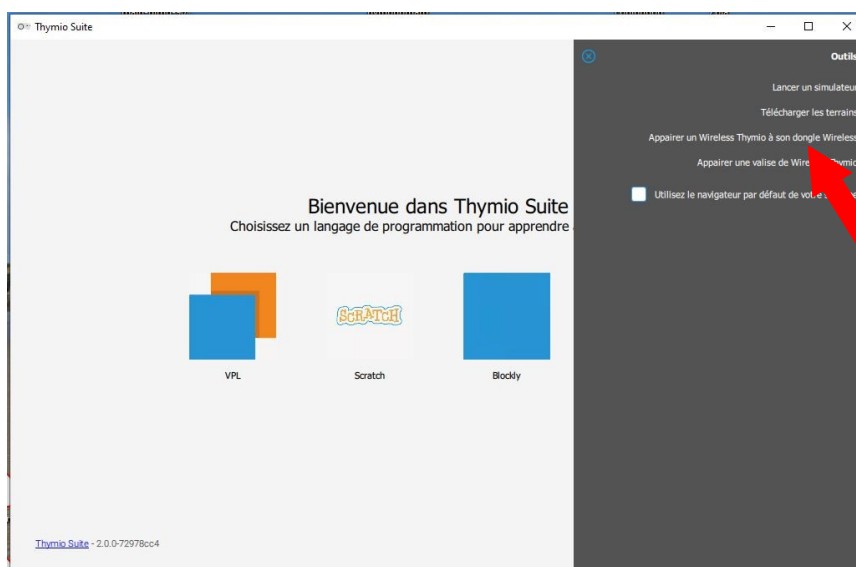 Thymio Suite
Outils
Lancer un simulateur
Télécharger les terrains
Appairer un Wireless Thymio à son dongle Wireless
Appairer une valise de Thymio
Utilisez le navigateur par défaut de
Bienvenue dans Thymio Suite
Choisissez un langage de programmation pour apprendre
SCRATCH
VPL
Scratch
Blockly
Thymio Suite - 2.0.0-72978cc4